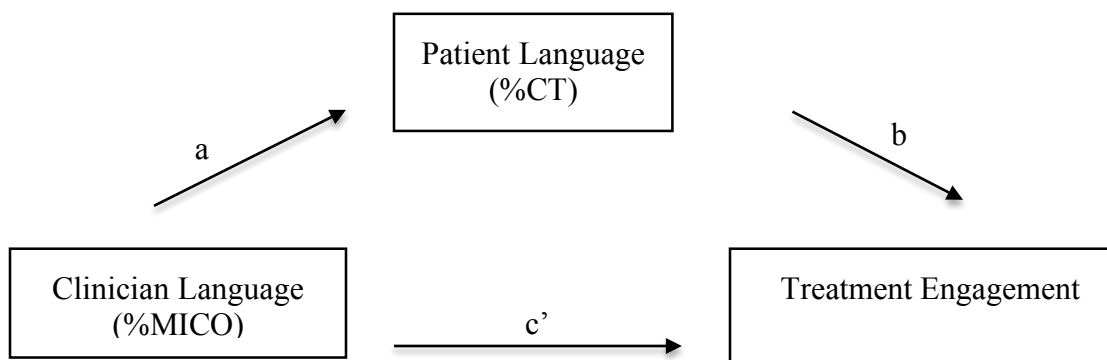 Patient Language
(%CT)
a
b
Clinician Language
(%MICO)
Treatment Engagement
c’